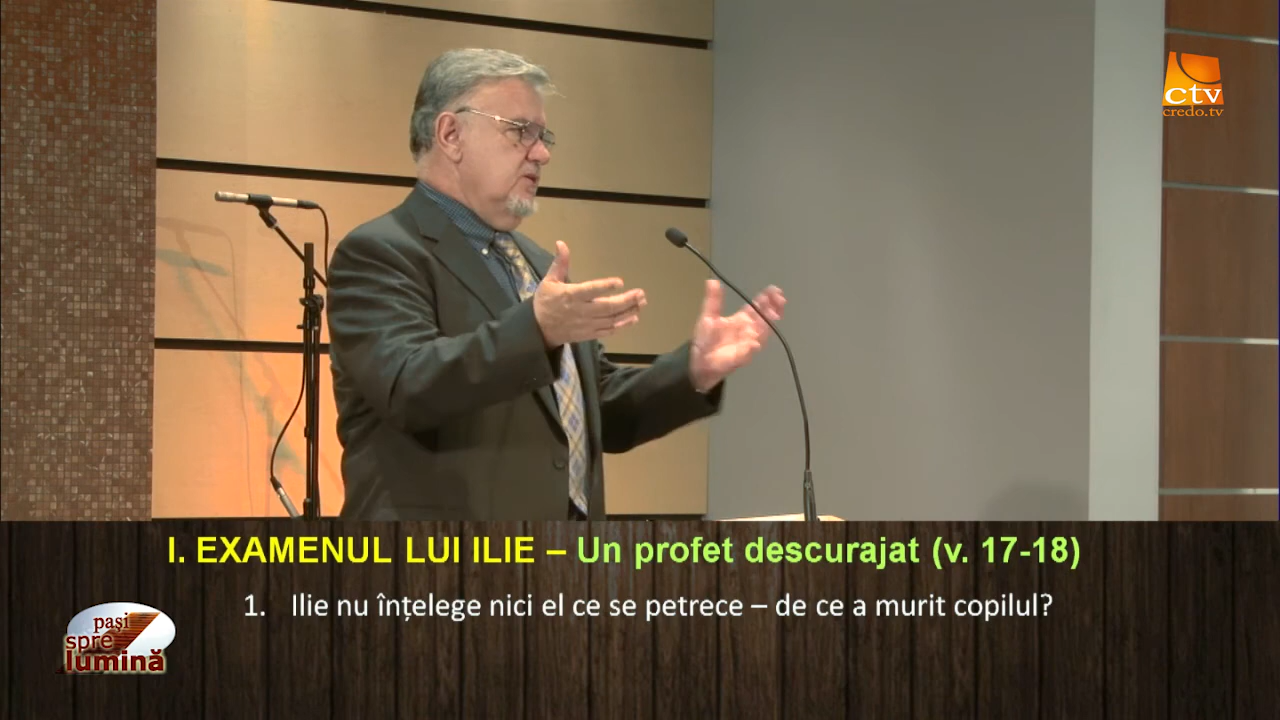 ctv
credo.tv
I. EXAMENUL LUI ILIE – Un profet descurajat (v. 17-18)
1. Ilie nu înțelege nici el ce se petrece – de ce a murit copilul?
pași
spre
lumină